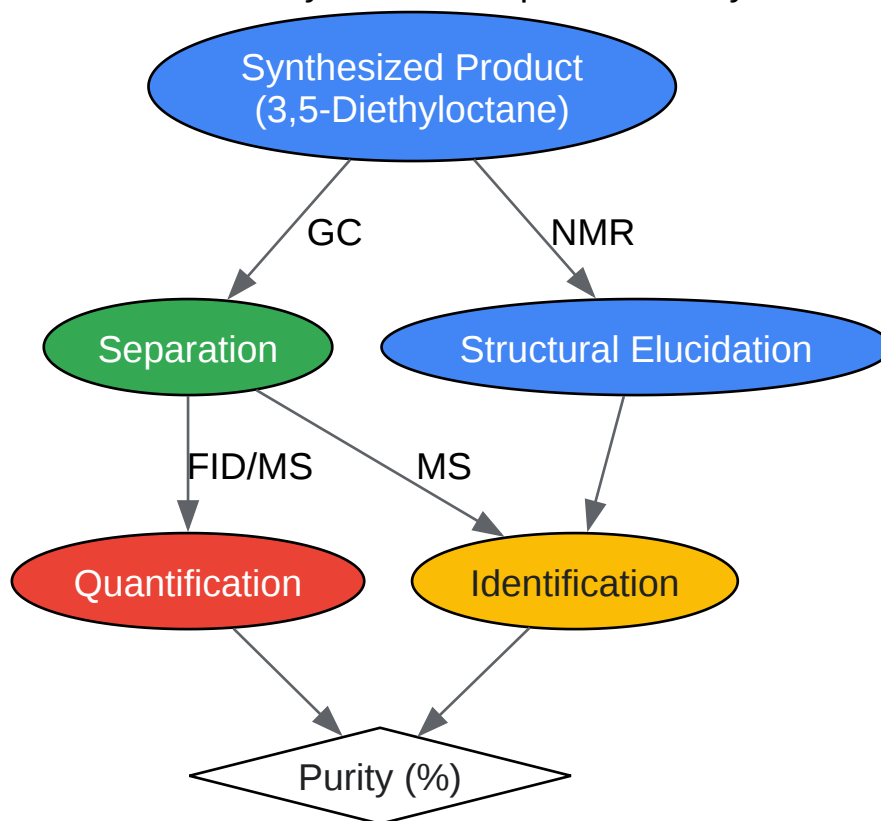 Synthesized Product
(3,5-Diethyloctane)
GC
NMR
Separation
Structural Elucidation
FID/MS
MS
Quantification
Identification
Purity (%)